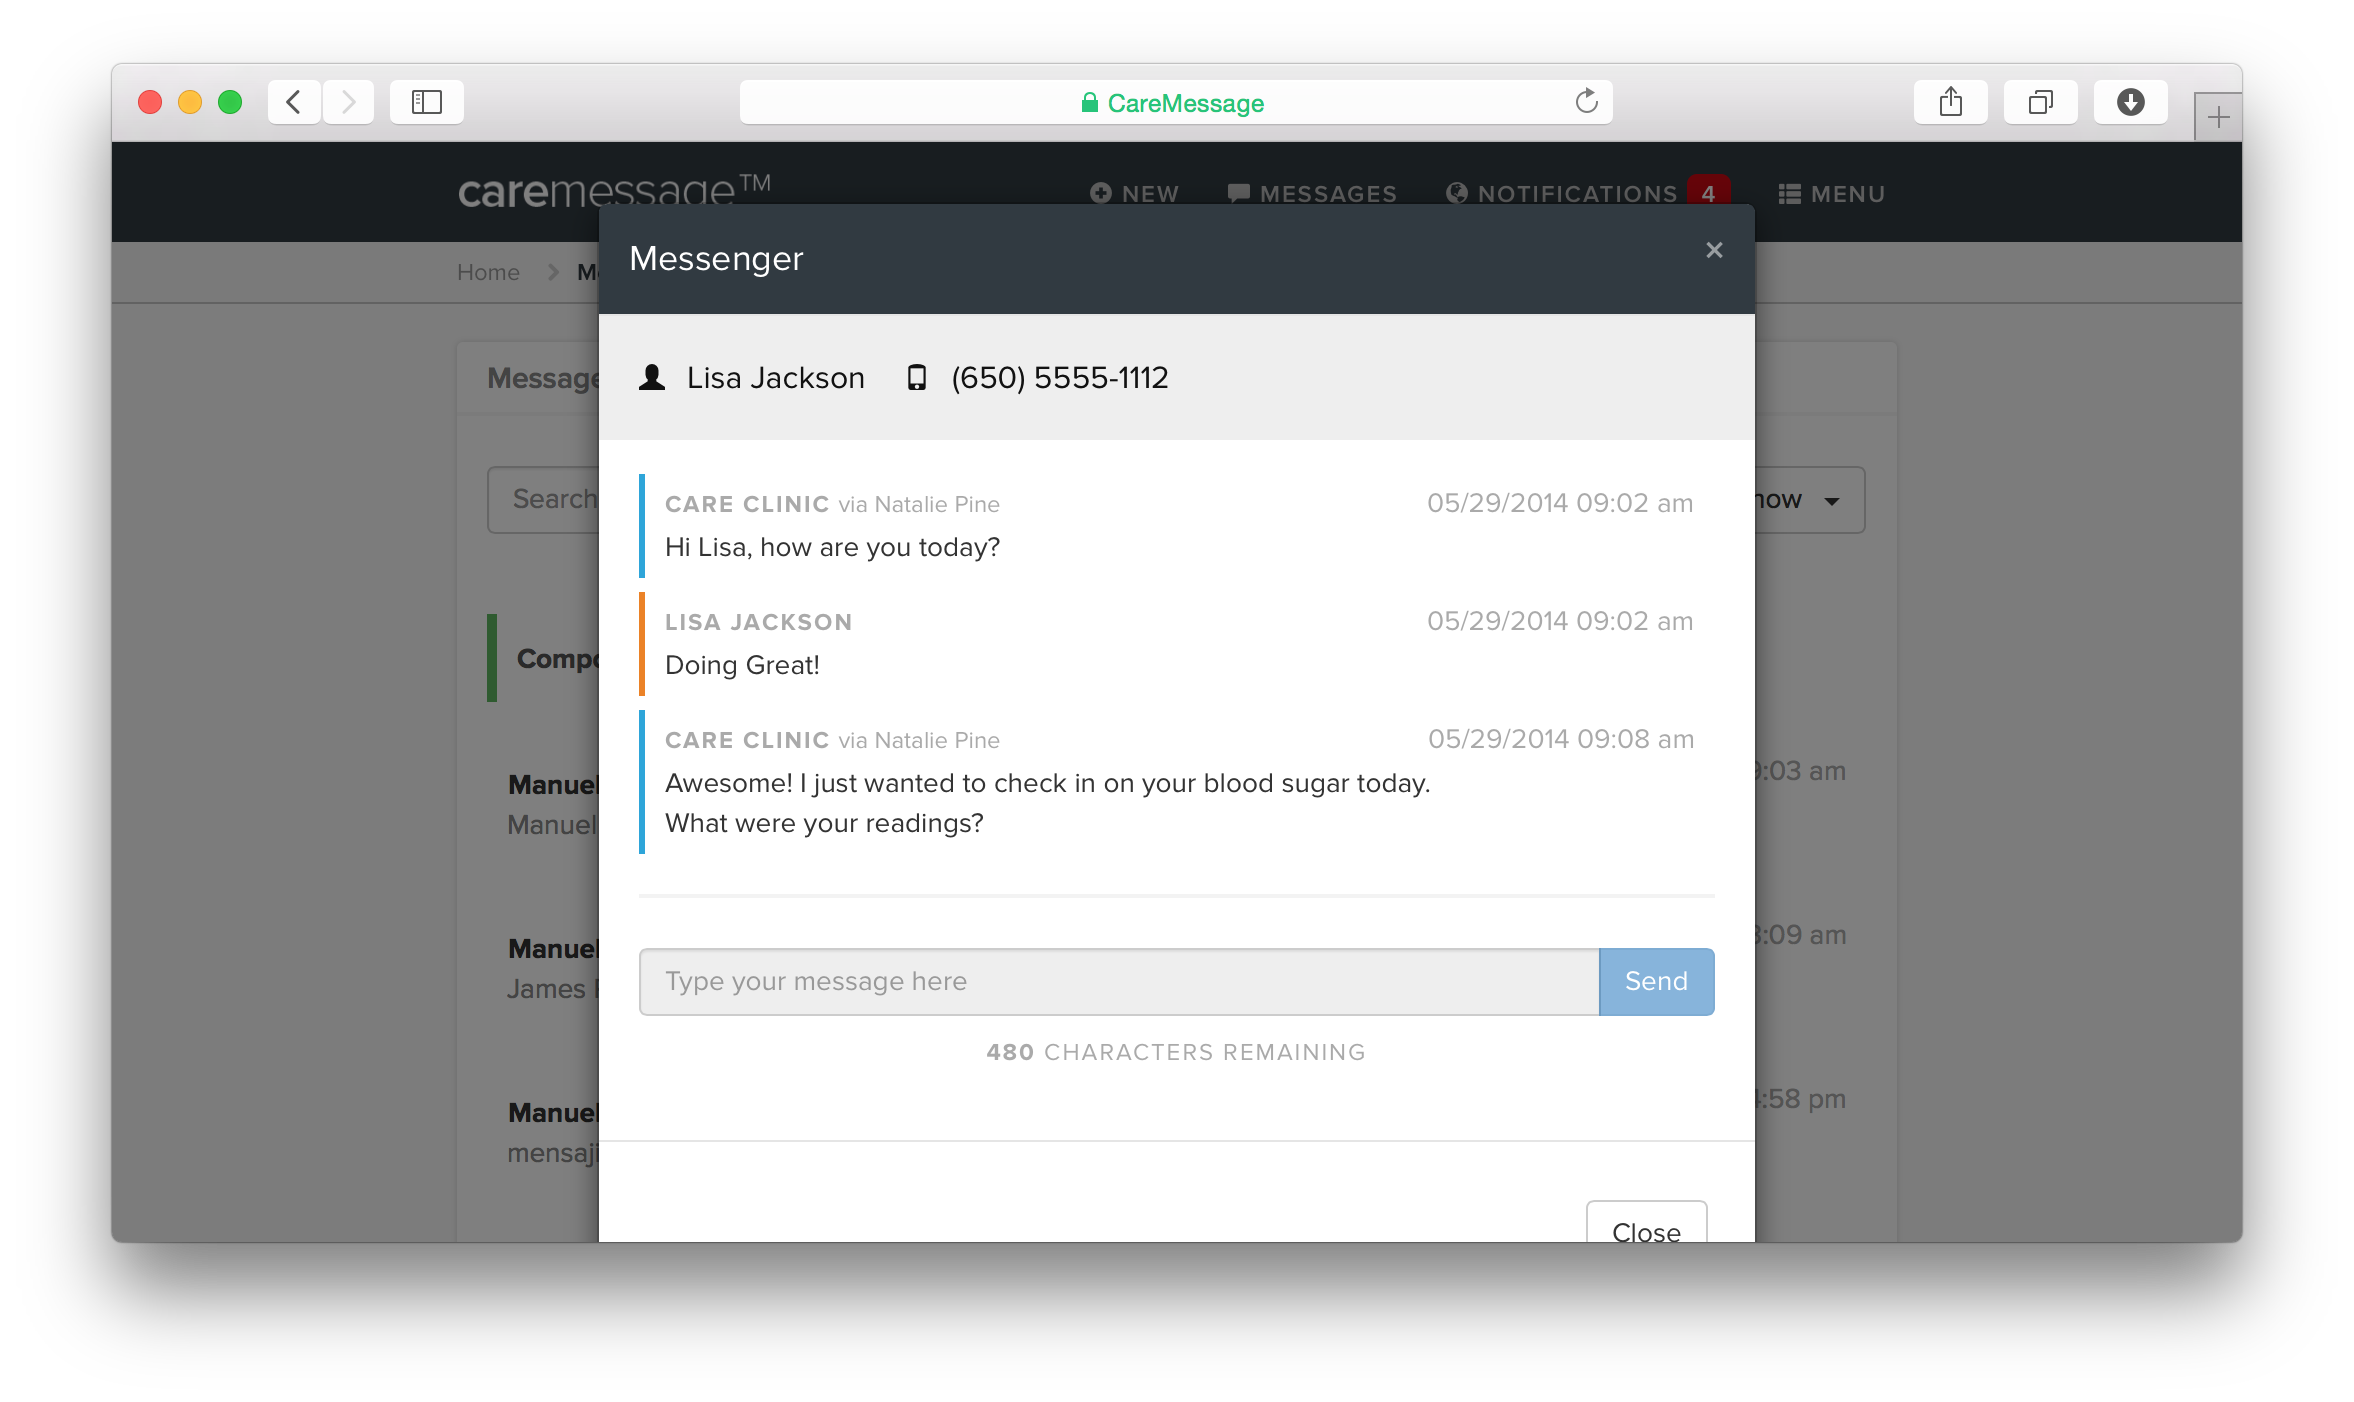 CareMessage
caremessage™
NEW
MESSAGES
NOTIFICATIONS 4
MENU
Home
Messenger
×
Message
Lisa Jackson
(650) 5555-1112
Search
CARE CLINIC via Natalie Pine 05/29/2014 09:02 am
Hi Lisa, how are you today?
LISA JACKSON 05/29/2014 09:02 am
Doing Great!
CARE CLINIC via Natalie Pine 05/29/2014 09:08 am
Awesome! I just wanted to check in on your blood sugar today.
What were your readings?
Manuel
:03 am
Manuel
Manuel
:09 am
James
Type your message here
Send
480 CHARACTERS REMAINING
Manuel
:58 pm
mensaj
Close